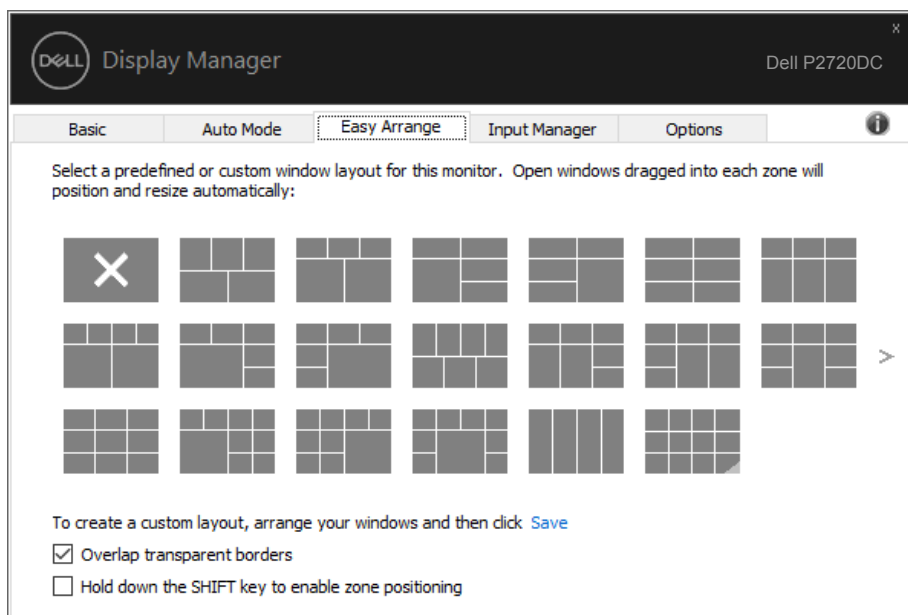 x
DELL Display Manager
Dell P2720DC
Basic Auto Mode Easy Arrange Input Manager Options
Select a predefined or custom window layout for this monitor. Open windows dragged into each zone will
position and resize automatically:
>
To create a custom layout, arrange your windows and then click Save
Overlap transparent borders
Hold down the SHIFT key to enable zone positioning